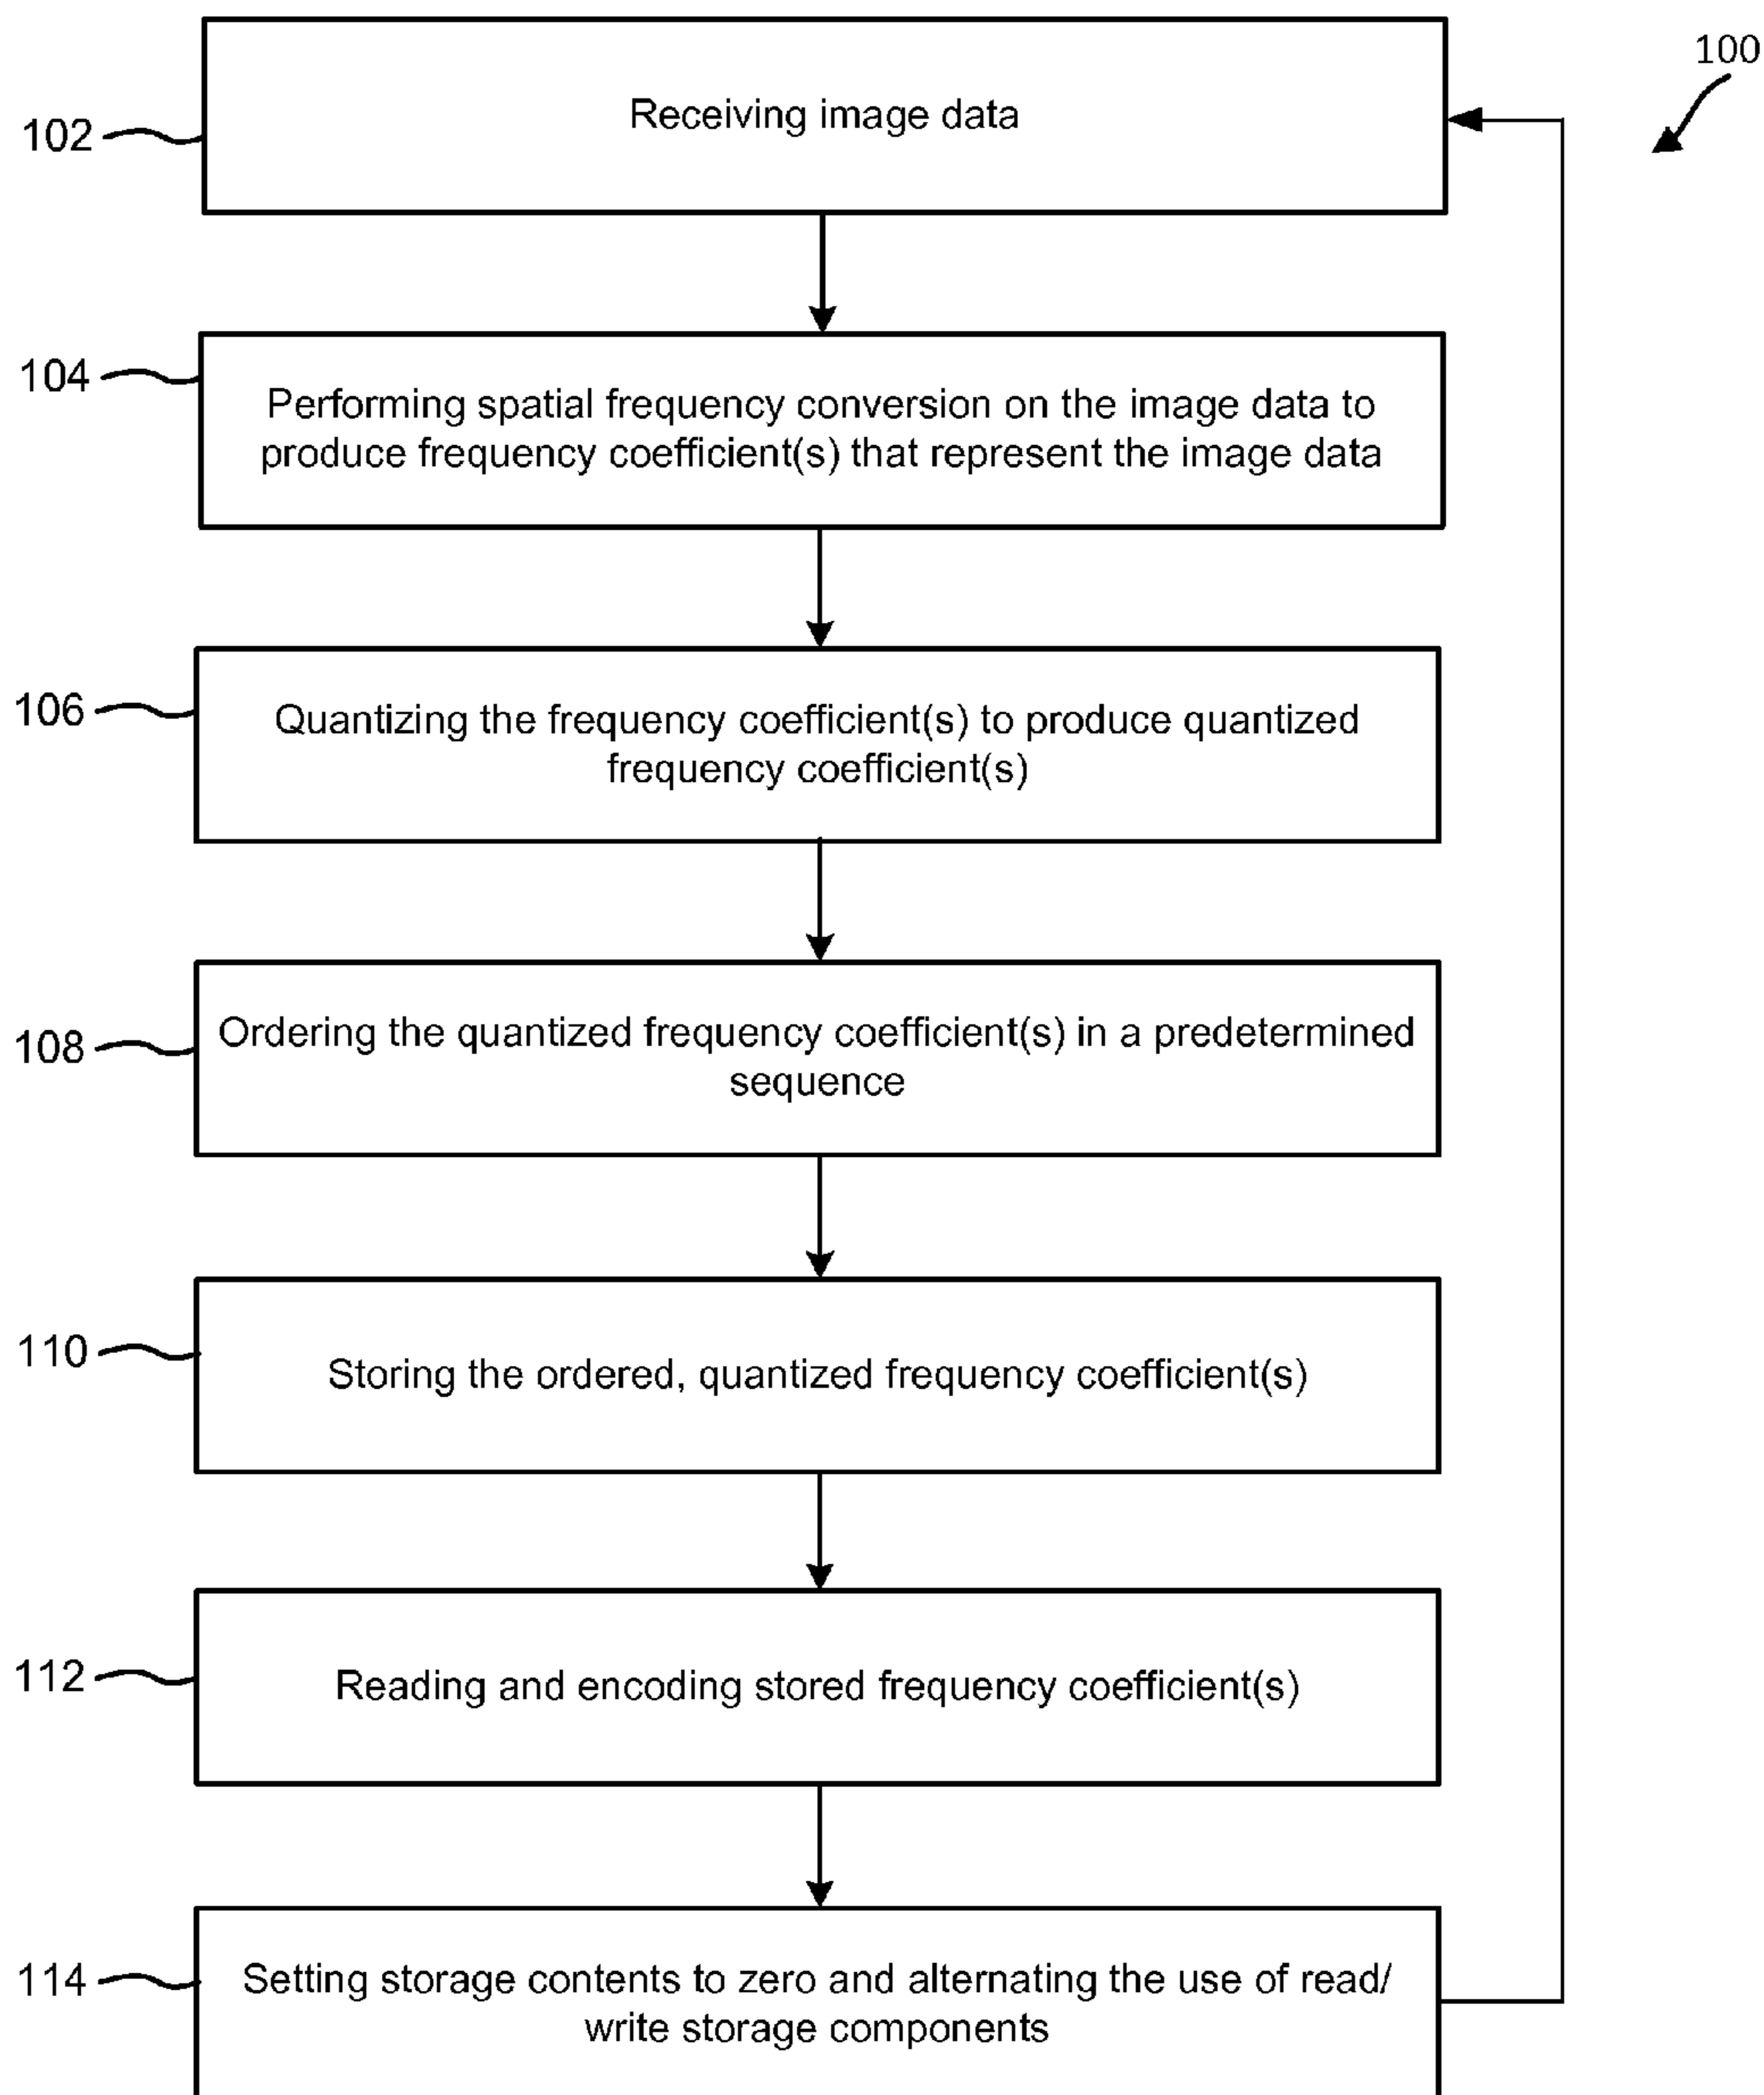 100
102
Receiving image data
104
Performing spatial frequency conversion on the image data to
produce frequency coefficient(s) that represent the image data
106
Quantizing the frequency coefficient(s) to produce quantized
frequency coefficient(s)
108
Ordering the quantized frequency coefficient(s) in a predetermined
sequence
110
Storing the ordered, quantized frequency coefficient(s)
112
Reading and encoding stored frequency coefficient(s)
114
Setting storage contents to zero and alternating the use of read/
write storage components